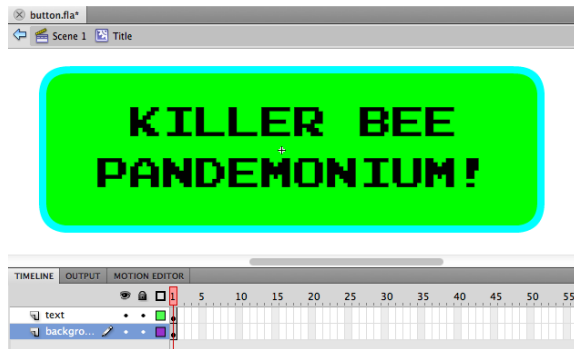 button.fla*
Scene 1 Title
KILLER BEE
PANDEMONIUM!
TIMELINE OUTPUT MOTION EDITOR
1 5 10 15 20 25 30 35 40 45 50 55
text
backgro...